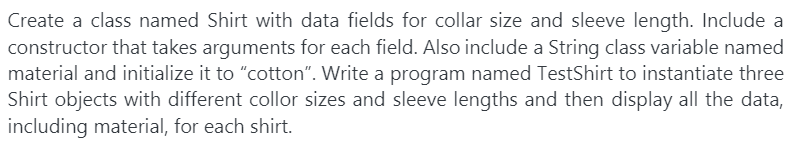 Create a class named Shirt with data fields for collar size and sleeve length. Include a
constructor that takes arguments for each field. Also include a String class variable named
material and initialize it to “cotton”. Write a program named TestShirt to instantiate three
Shirt objects with different collor sizes and sleeve lengths and then display all the data,
including material, for each shirt.